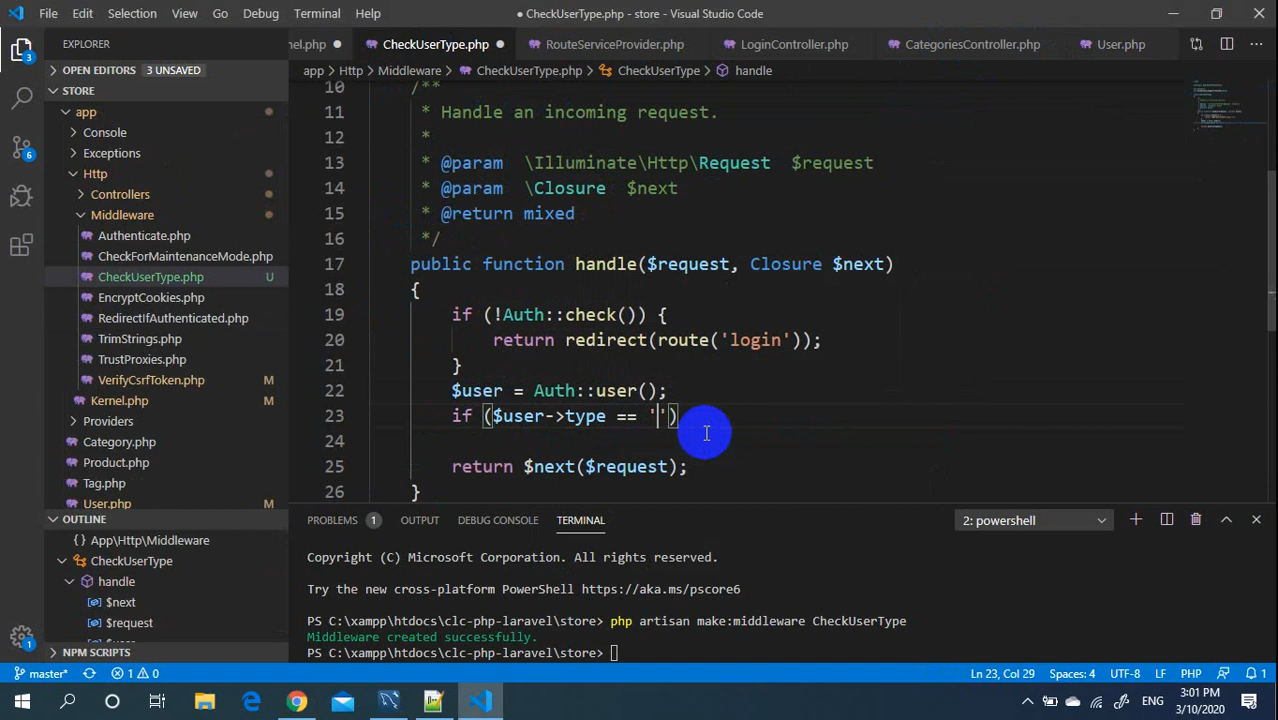 File Edit Selection View Go Debug Terminal Help
● CheckUserType.php - store - Visual Studio Code
EXPLORER
nel.php CheckUserType.php RouteServiceProvider.php LoginController.php CategoriesController.php User.php
3
OPEN EDITORS 3 UNSAVED
app > Http > Middleware > CheckUserType.php > CheckUserType > handle
STORE
app
Console
Exceptions
Http
Controllers
Middleware
Authenticate.php
CheckForMaintenanceMode.php
CheckUserType.php U
EncryptCookies.php
RedirectIfAuthenticated.php
TrimStrings.php
TrustProxies.php
VerifyCsrfToken.php M
Kernel.php M
Providers
Category.php
Product.php
Tag.php
User.php M
6
10 /**
11 * Handle an incoming request.
12 *
13 * @param \Illuminate\Http\Request $request
14 * @param \Closure $next
15 * @return mixed
16 */
17 public function handle($request, Closure $next)
18 {
19 if (!Auth::check()) {
20 return redirect(route('login'));
21 }
22 $user = Auth::user();
23 if ($user->type == '')
24
25 return $next($request);
26 }
OUTLINE
App\Http\Middleware
CheckUserType
handle
$next
$request
NPM SCRIPTS
1
PROBLEMS 1 OUTPUT DEBUG CONSOLE TERMINAL 2: powershell
Copyright (C) Microsoft Corporation. All rights reserved.
Try the new cross-platform PowerShell https://aka.ms/pscore6
PS C:\xampp\htdocs\clc-php-laravel\store> php artisan make:middleware CheckUserType
Middleware created successfully.
PS C:\xampp\htdocs\clc-php-laravel\store>
master* 1 0 Ln 23, Col 29 Spaces: 4 UTF-8 LF PHP 1
ENG 3:01 PM
3/10/2020